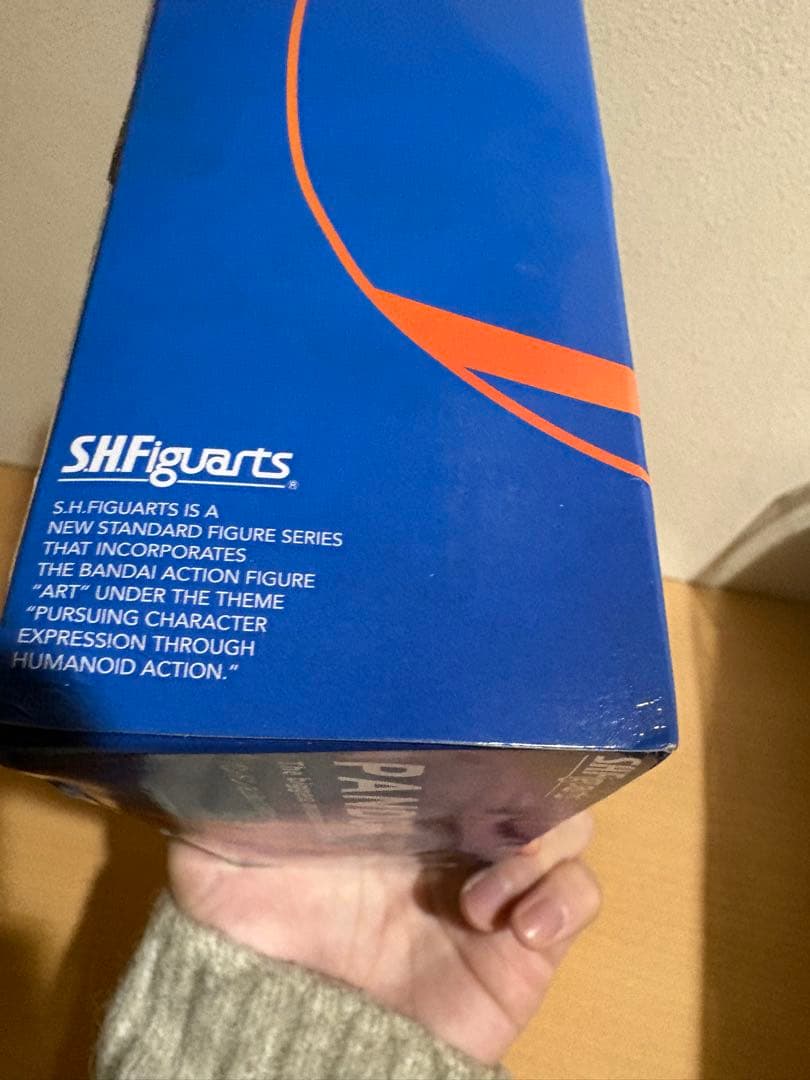 S.H.Figuarts®
S.H.FIGUARTS IS A
NEW STANDARD FIGURE SERIES
THAT INCORPORATES
THE BANDAI ACTION FIGURE
"ART" UNDER THE THEME
"PURSUING CHARACTER
EXPRESSION THROUGH
HUMANOID ACTION."
The